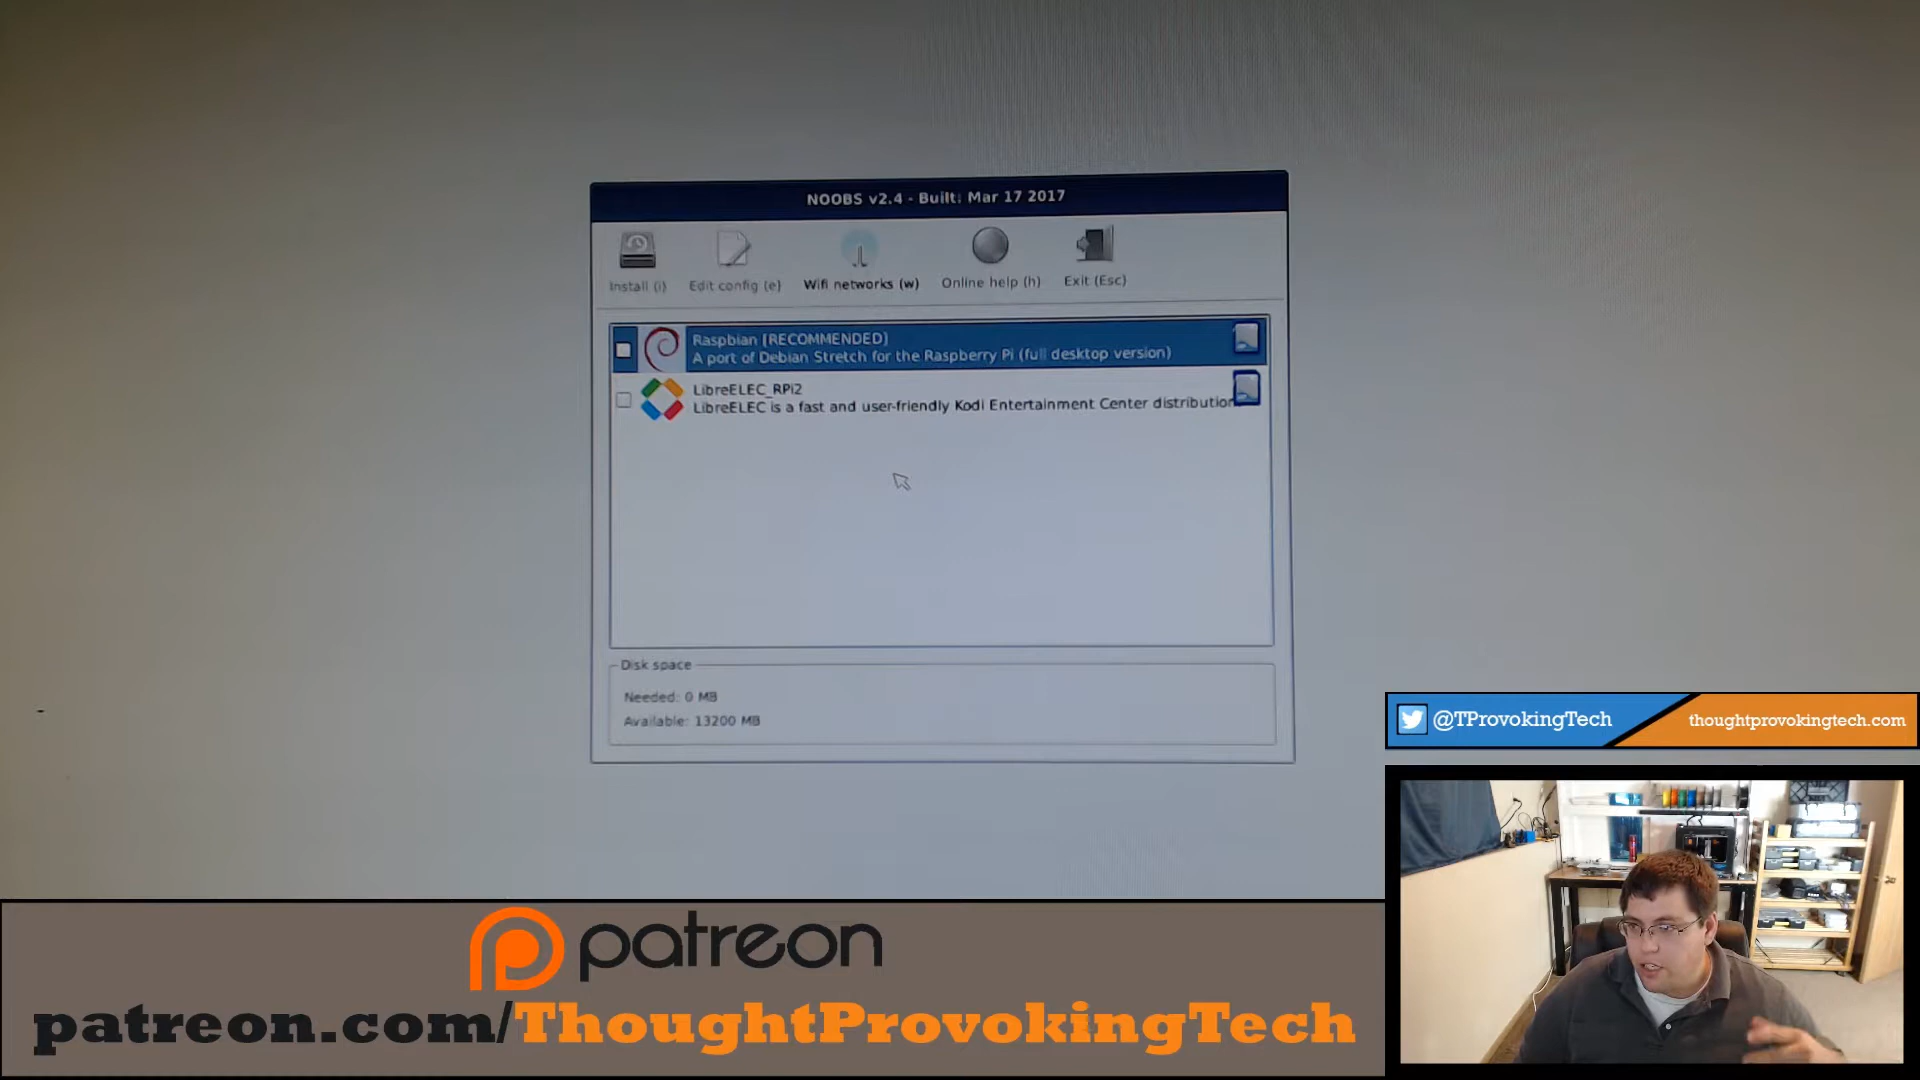 NOOBS v2.4 - Built: Mar 17 2017
Install (i)
Edit config (e)
Wifi networks (w)
Online help (h)
Exit (Esc)
Raspbian [RECOMMENDED]
A port of Debian Stretch for the Raspberry Pi (full desktop version)
LibreELEC_RPi2
LibreELEC is a fast and user-friendly Kodi Entertainment Center distribution
Disk space
Needed: 0 MB
Available: 13200 MB
@TProvokingTech
thoughtprovokingtech.com
patreon
patreon.com/ThoughtProvokingTech